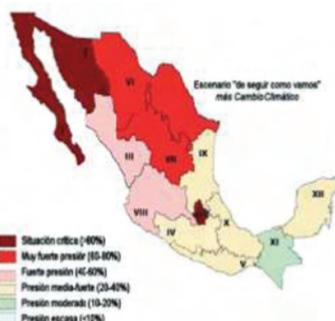 Escenario "de seguir como vamos"
más Cambio Climático
I
VI
III
VII
IX
VIII
IV
X
V
XI
XII
Situación crítica (>80%)
Muy fuerte presión (60-80%)
Fuerte presión (40-60%)
Presión media-fuerte (20-40%)
Presión moderado (10-20%)
Presión escasa (<10%)